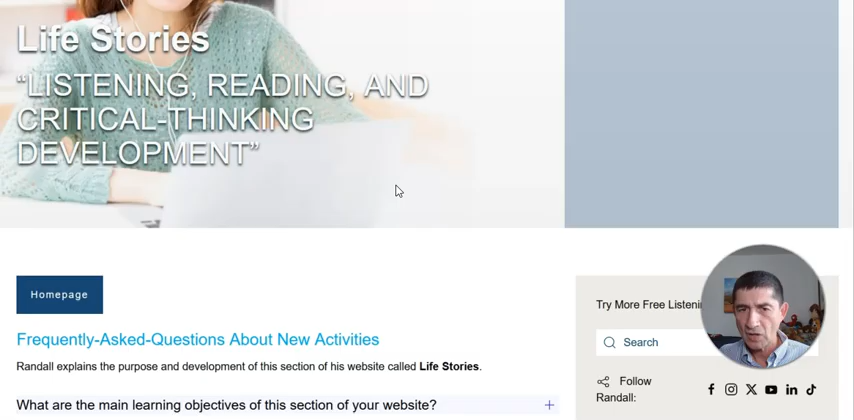 Life Stories
“LISTENING, READING, AND
CRITICAL-THINKING
DEVELOPMENT”
Homepage
Frequently-Asked-Questions About New Activities
Randall explains the purpose and development of this section of his website called Life Stories.
What are the main learning objectives of this section of your website?
Try More Free
Search
Follow
Randall: